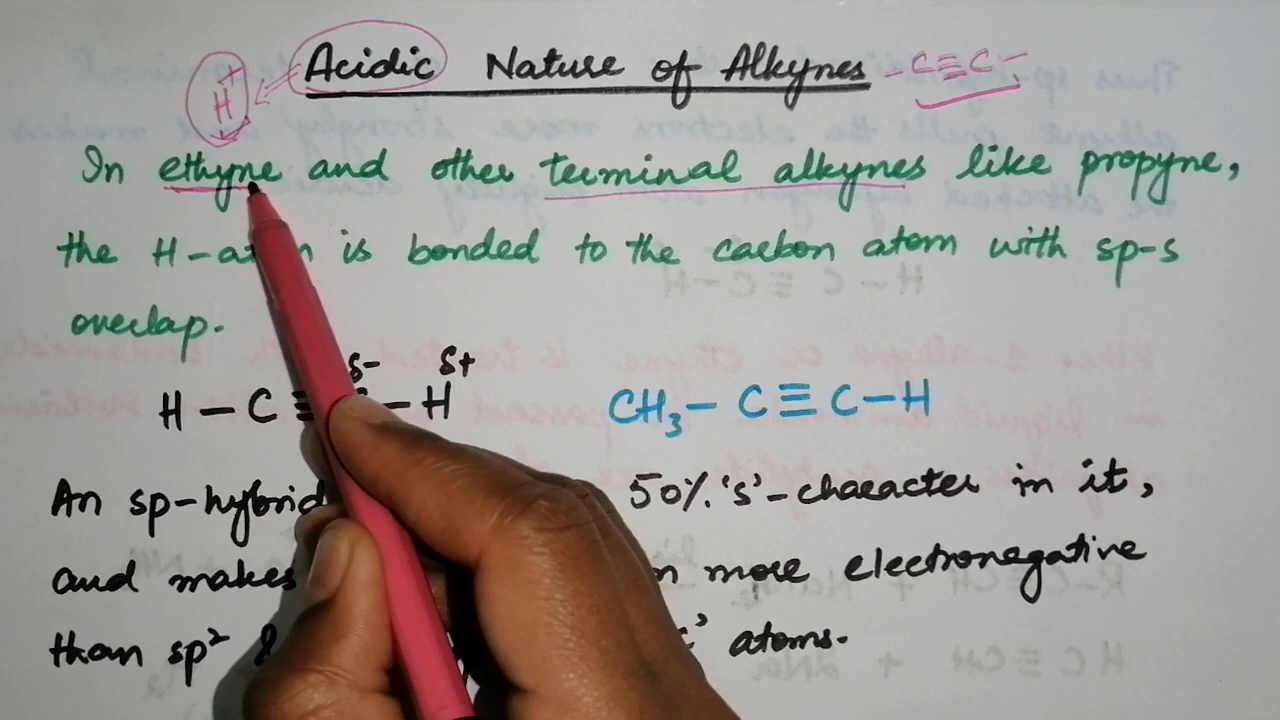 Acidic Nature of Alkynes -C≡C-
H+
In ethyne and other terminal alkynes like propyne,
the H-atom is bonded to the carbon atom with sp-s
overlap.
δ- δ+
H-C≡ -H CH3-C≡C-H
An sp-hybrid 50% 's'-character in it,
and makes more electronegative
than sp² & atoms.